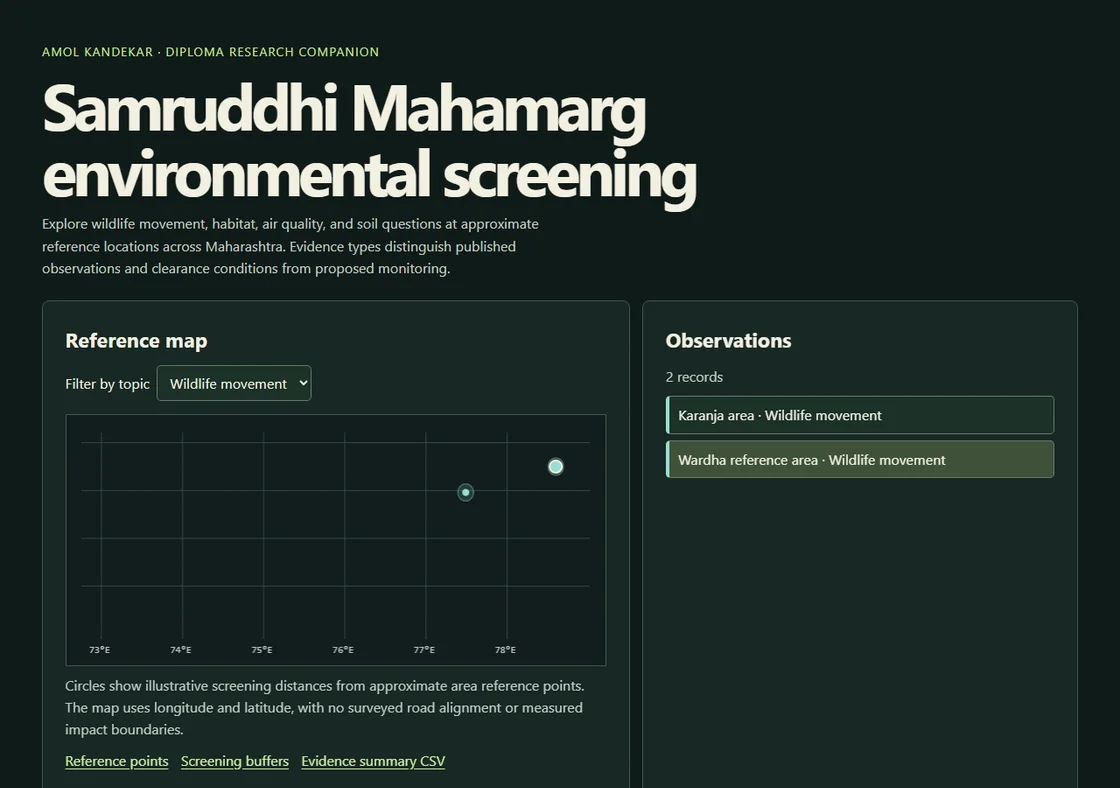 AMOL KANDEKAR · DIPLOMA RESEARCH COMPANION
Samruddhi Mahamarg
environmental screening
Explore wildlife movement, habitat, air quality, and soil questions at approximate
reference locations across Maharashtra. Evidence types distinguish published
observations and clearance conditions from proposed monitoring.
Reference map
Filter by topic Wildlife movement
73°E 74°E 75°E 76°E 77°E 78°E
Circles show illustrative screening distances from approximate area reference points.
The map uses longitude and latitude, with no surveyed road alignment or measured
impact boundaries.
Reference points Screening buffers Evidence summary CSV
Observations
2 records
Karanja area · Wildlife movement
Wardha reference area · Wildlife movement